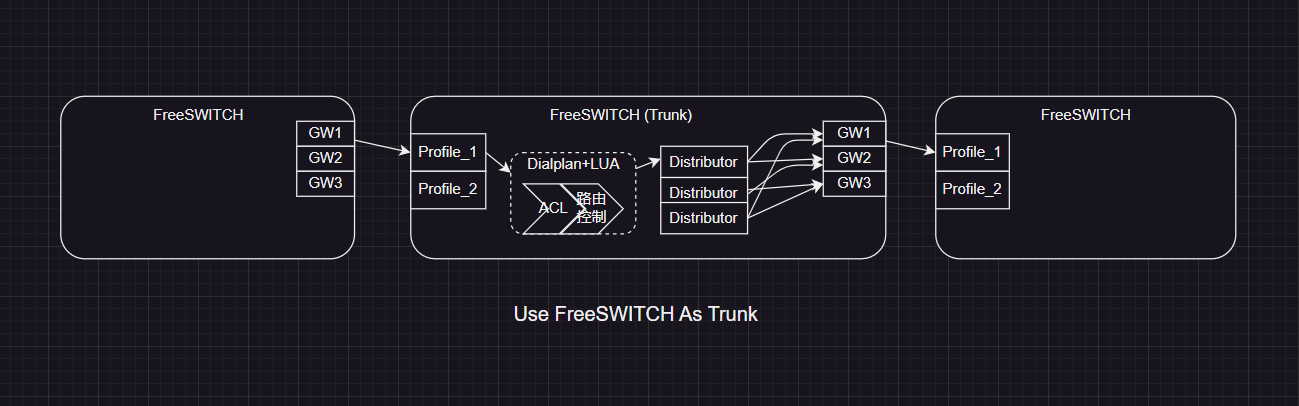 FreeSWITCH
GW1
GW2
GW3
FreeSWITCH (Trunk)
Profile_1
Profile_2
Dialplan+LUA
ACL
路由
控制
Distributor
Distributor
Distributor
GW1
GW2
GW3
FreeSWITCH
Profile_1
Profile_2
Use FreeSWITCH As Trunk